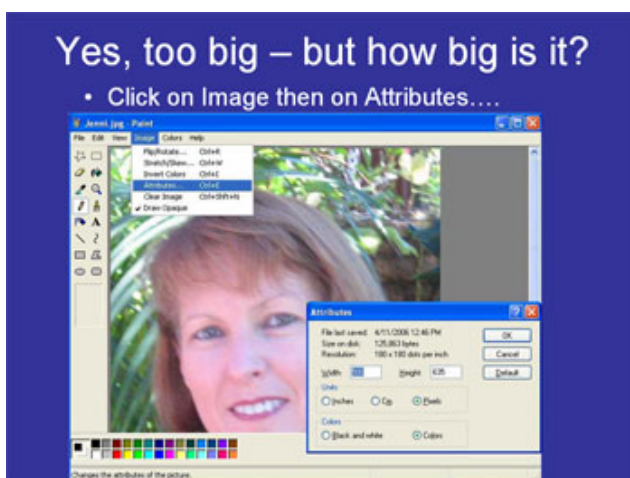 Yes, too big – but how big is it?
• Click on Image then on Attributes….
Jenni.jpg - Paint
File Edit View Image Colors Help
Flip/Rotate... Ctrl+R
Stretch/Skew... Ctrl+W
Invert Colors Ctrl+I
Attributes... Ctrl+E
Clear Image Ctrl+Shft+N
Draw Opaque
Attributes
File last saved: 4/11/2006 12:46 PM
Size on disk: 125,863 bytes
Resolution: 180 x 180 dots per inch
Width: Height: 635
OK
Cancel
Default
Units
Inches Cm Pixels
Colors
Black and white Colors
Changes the attributes of the picture.